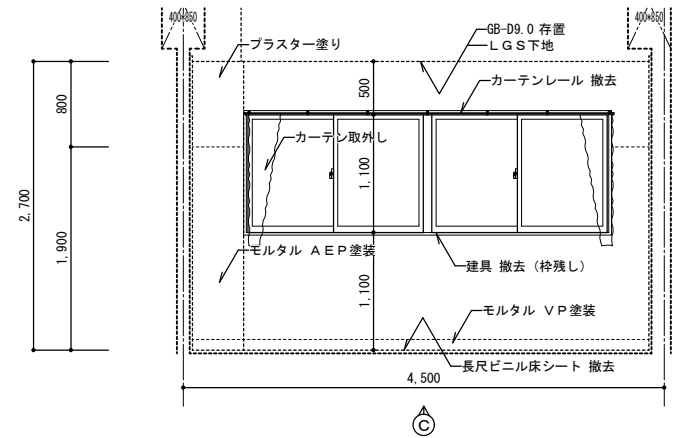 400×850
400×850
プラスター塗り
GB-D9.0 存置
LGS下地
カーテンレール 撤去
800
500
カーテン取外し
1,100
2,700
1,900
モルタル AEP塗装
建具 撤去（枠残し）
1,100
モルタル VP塗装
長尺ビニル床シート 撤去
4,500
C